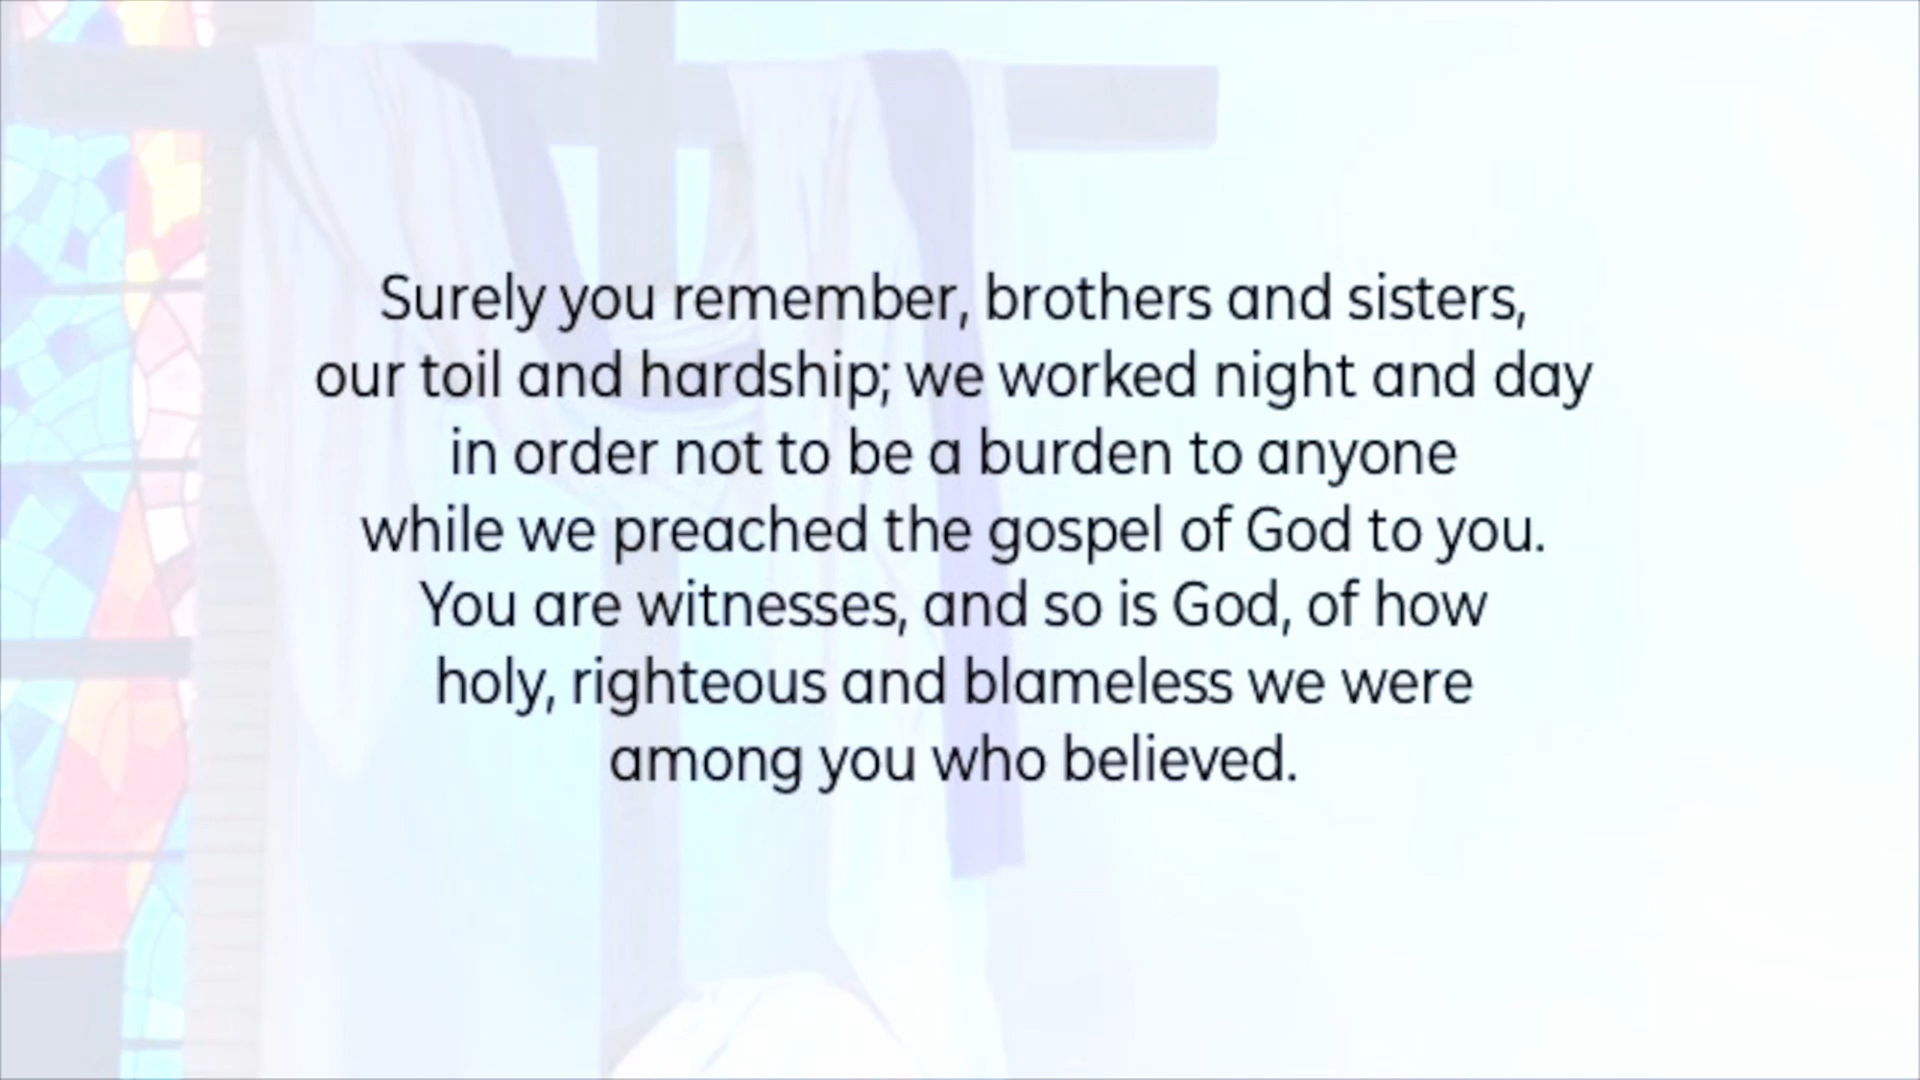 Surely you remember, brothers and sisters,
our toil and hardship; we worked night and day
in order not to be a burden to anyone
while we preached the gospel of God to you.
You are witnesses, and so is God, of how
holy, righteous and blameless we were
among you who believed.